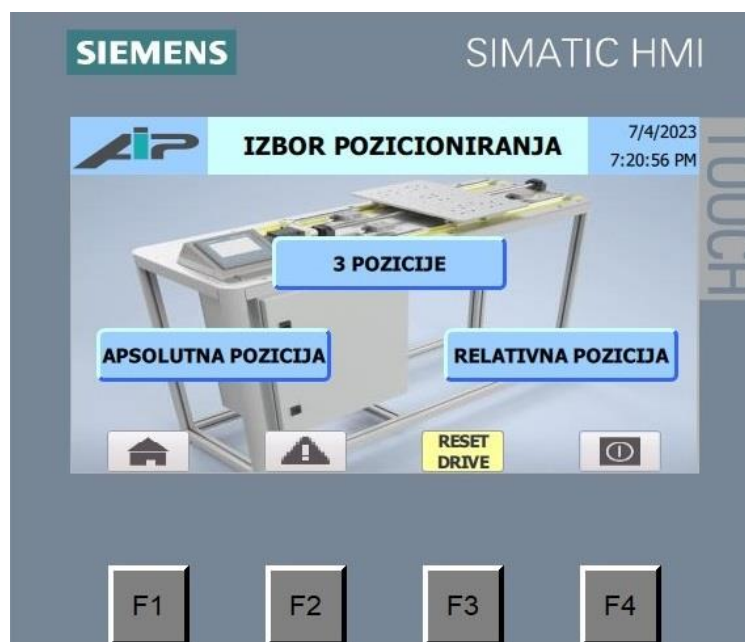 SIEMENS
SIMATIC HMI
AIP
IZBOR POZICIONIRANJA
7/4/2023
7:20:56 PM
TOUCH
3 POZICIJE
APSOLUTNA POZICIJA
RELATIVNA POZICIJA
RESET
DRIVE
F1
F2
F3
F4